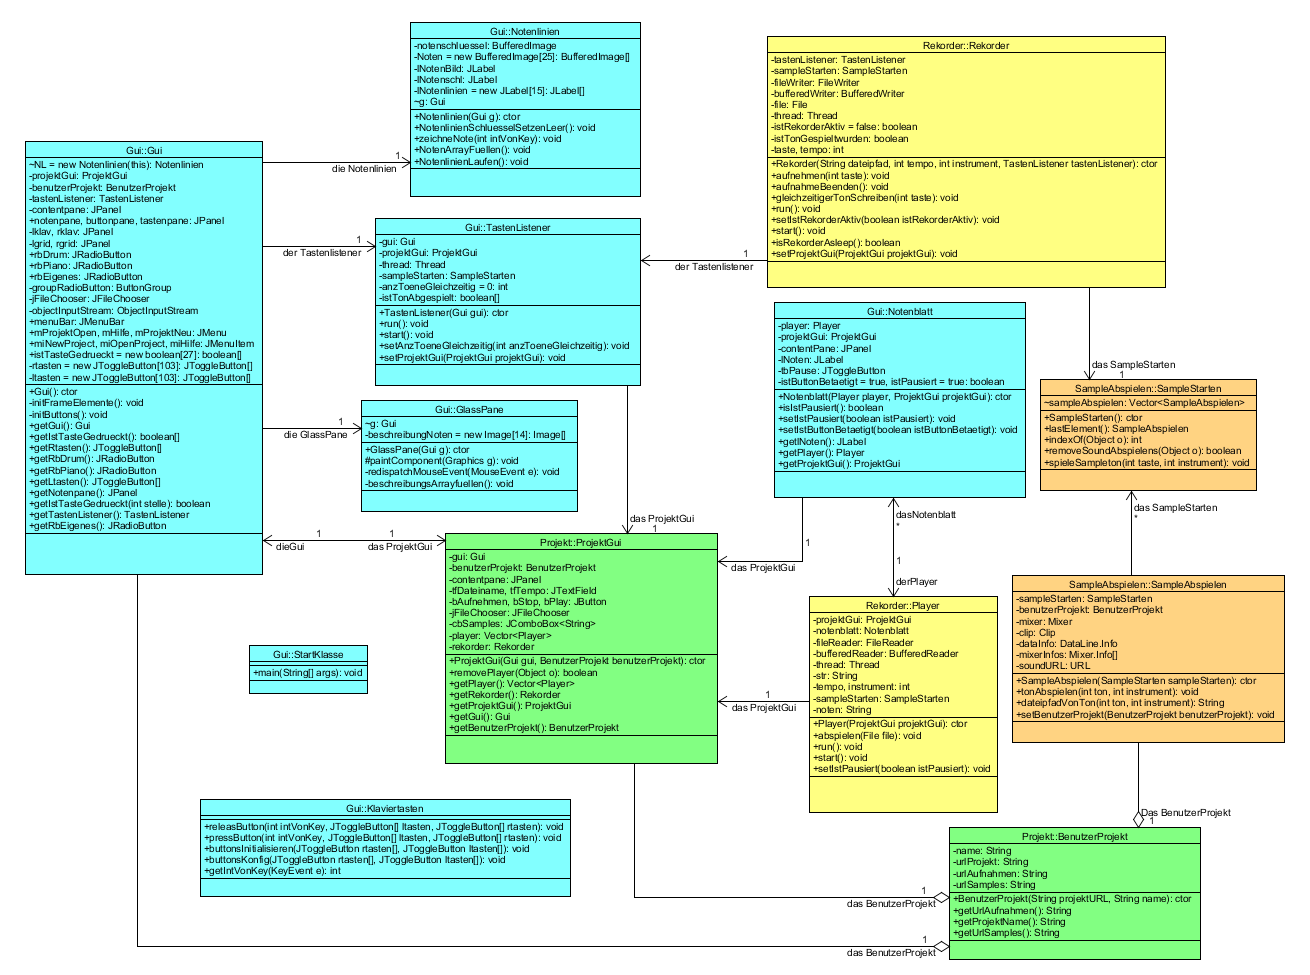 Gui::Notenlinien
-notenschluessel: BufferedImage
-Noten = new BufferedImage[25]: BufferedImage[]
-lNotenBild: JLabel
-lNotenschl: JLabel
-lNotenlinien = new JLabel[15]: JLabel[]
~g: Gui
+Notenlinien(Gui g): ctor
+NotenlinienSchluesselSetzenLeer(): void
+zeichneNote(int intVonKey): void
+NotenArrayFuellen(): void
+NotenlinienLaufen(): void
Rekorder::Rekorder
-tastenListener: TastenListener
-sampleStarten: SampleStarten
-fileWriter: FileWriter
-bufferedWriter: BufferedWriter
-file: File
-thread: Thread
-istRekorderAktiv = false: boolean
-istTonGespieltwurden: boolean
-taste, tempo: int
+Rekorder(String dateipfad, int tempo, int instrument, TastenListener tastenListener): ctor
+aufnehmen(int taste): void
+aufnahmeBeenden(): void
+gleichzeitigerTonSchreiben(int taste): void
+run(): void
+setIstRekorderAktiv(boolean istRekorderAktiv): void
+start(): void
+isRekorderAsleep(): boolean
+setProjektGui(ProjektGui projektGui): void
Gui::Gui
~NL = new Notenlinien(this): Notenlinien
-projektGui: ProjektGui
-benutzerProjekt: BenutzerProjekt
-tastenListener: TastenListener
-contentpane: JPanel
+notenpane, buttonpane, tastenpane: JPanel
-lklav, rklav: JPanel
-lgrid, rgrid: JPanel
+rbDrum: JRadioButton
+rbPiano: JRadioButton
+rbEigenes: JRadioButton
-groupRadioButton: ButtonGroup
-jFileChooser: JFileChooser
-objectInputStream: ObjectInputStream
+menuBar: JMenuBar
+mProjektOpen, mHilfe, mProjektNeu: JMenu
+miNewProject, miOpenProject, miHilfe: JMenuItem
+istTasteGedrueckt = new boolean[27]: boolean[]
-rtasten = new JToggleButton[103]: JToggleButton[]
-ltasten = new JToggleButton[103]: JToggleButton[]
+Gui(): ctor
-initFrameElemente(): void
-initButtons(): void
+getGui(): Gui
+getIstTasteGedrueckt(): boolean[]
+getRtasten(): JToggleButton[]
+getRbDrum(): JRadioButton
+getRbPiano(): JRadioButton
+getLtasten(): JToggleButton[]
+getNotenpane(): JPanel
+getIstTasteGedrueckt(int stelle): boolean
+getTastenListener(): TastenListener
+getRbEigenes(): JRadioButton
1
die Notenlinien
1
der Tastenlistener
1
die GlassPane
Gui::TastenListener
-gui: Gui
-projektGui: ProjektGui
-thread: Thread
-sampleStarten: SampleStarten
-anzToeneGleichzeitig = 0: int
-istTonAbgespielt: boolean[]
+TastenListener(Gui gui): ctor
+run(): void
+start(): void
+setAnzToeneGleichzeitig(int anzToeneGleichzeitig): void
+setProjektGui(ProjektGui projektGui): void
1
der Tastenlistener
Gui::Notenblatt
-player: Player
-projektGui: ProjektGui
-contentPane: JPanel
-lNoten: JLabel
-tbPause: JToggleButton
-istButtonBetaetigt = true, istPausiert = true: boolean
+Notenblatt(Player player, ProjektGui projektGui): ctor
+isIstPausiert(): boolean
+setIstPausiert(boolean istPausiert): void
+setIstButtonBetaetigt(boolean istButtonBetaetigt): void
+getlNoten(): JLabel
+getPlayer(): Player
+getProjektGui(): ProjektGui
das SampleStarten
1
SampleAbspielen::SampleStarten
~sampleAbspielen: Vector<SampleAbspielen>
+SampleStarten(): ctor
+lastElement(): SampleAbspielen
+indexOf(Object o): int
+removeSoundAbspielens(Object o): boolean
+spieleSampleton(int taste, int instrument): void
Gui::GlassPane
~g: Gui
-beschreibungNoten = new Image[14]: Image[]
+GlassPane(Gui g): ctor
#paintComponent(Graphics g): void
-redispatchMouseEvent(MouseEvent e): void
-beschreibungsArrayfuellen(): void
das ProjektGui
1
dasNotenblatt
*
das SampleStarten
*
1
dieGui
1
das ProjektGui
1
das ProjektGui
1
derPlayer
Projekt::ProjektGui
-gui: Gui
-benutzerProjekt: BenutzerProjekt
-contentpane: JPanel
-tfDateiname, tfTempo: JTextField
-bAufnehmen, bStop, bPlay: JButton
-jFileChooser: JFileChooser
-cbSamples: JComboBox<String>
-player: Vector<Player>
-rekorder: Rekorder
+ProjektGui(Gui gui, BenutzerProjekt benutzerProjekt): ctor
+removePlayer(Object o): boolean
+getPlayer(): Vector<Player>
+getRekorder(): Rekorder
+getProjektGui(): ProjektGui
+getGui(): Gui
+getBenutzerProjekt(): BenutzerProjekt
1
das ProjektGui
Rekorder::Player
-projektGui: ProjektGui
-notenblatt: Notenblatt
-fileReader: FileReader
-bufferedReader: BufferedReader
-thread: Thread
-str: String
-tempo, instrument: int
-sampleStarten: SampleStarten
-noten: String
+Player(ProjektGui projektGui): ctor
+abspielen(File file): void
+run(): void
+start(): void
+setIstPausiert(boolean istPausiert): void
SampleAbspielen::SampleAbspielen
-sampleStarten: SampleStarten
-benutzerProjekt: BenutzerProjekt
-mixer: Mixer
-clip: Clip
-dataInfo: DataLine.Info
-mixerInfos: Mixer.Info[]
-soundURL: URL
+SampleAbspielen(SampleStarten sampleStarten): ctor
+tonAbspielen(int ton, int instrument): void
+dateipfadVonTon(int ton, int instrument): String
+setBenutzerProjekt(BenutzerProjekt benutzerProjekt): void
Gui::StartKlasse
+main(String[] args): void
Gui::Klaviertasten
+releasButton(int intVonKey, JToggleButton[] ltasten, JToggleButton[] rtasten): void
+pressButton(int intVonKey, JToggleButton[] ltasten, JToggleButton[] rtasten): void
+buttonsInitialisieren(JToggleButton rtasten[], JToggleButton ltasten[]): void
+buttonsKonfig(JToggleButton rtasten[], JToggleButton ltasten[]): void
+getIntVonKey(KeyEvent e): int
Das BenutzerProjekt
1
Projekt::BenutzerProjekt
-name: String
-urlProjekt: String
-urlAufnahmen: String
-urlSamples: String
+BenutzerProjekt(String projektURL, String name): ctor
+getUrlAufnahmen(): String
+getProjektName(): String
+getUrlSamples(): String
1
das BenutzerProjekt
1
das BenutzerProjekt